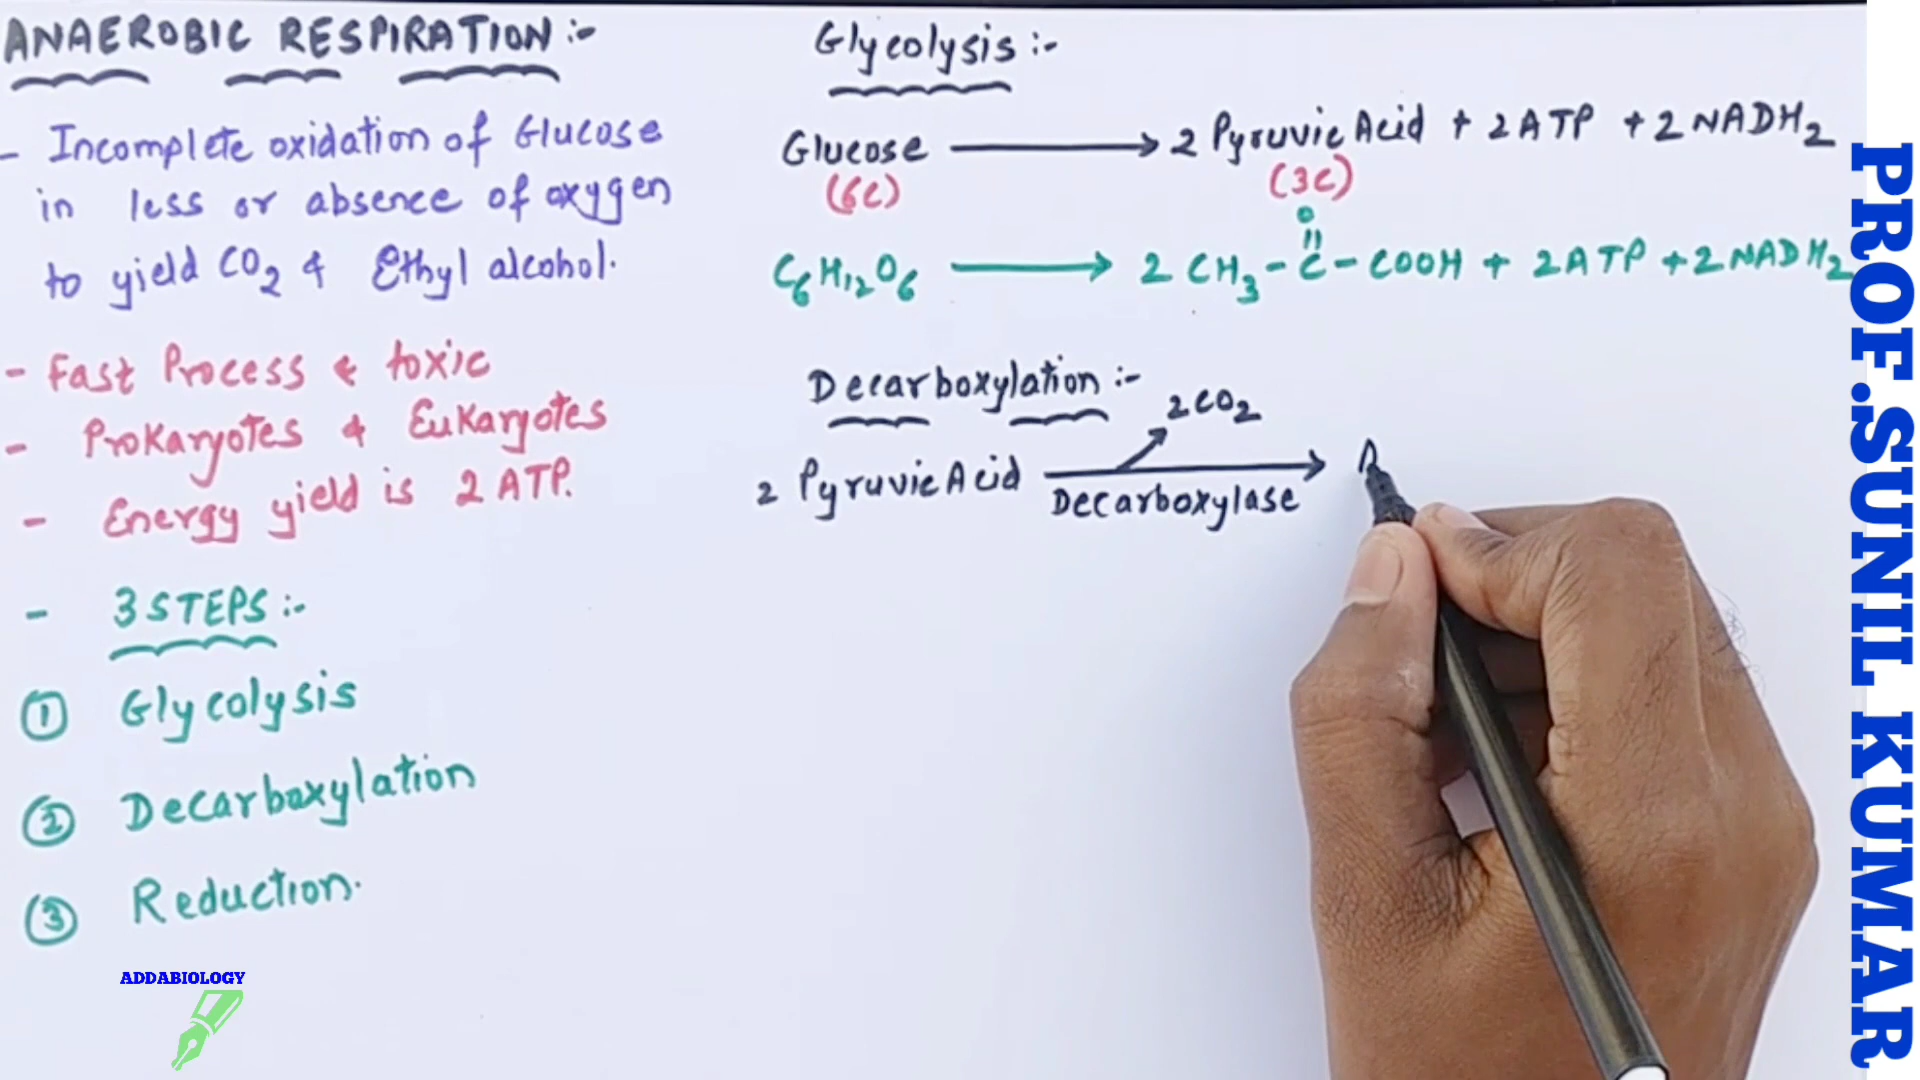 ANAEROBIC RESPIRATION :-
- Incomplete oxidation of Glucose
in less or absence of oxygen
to yield CO2 & Ethyl alcohol.
- Fast Process & toxic
- Prokaryotes & Eukaryotes
- Energy yield is 2 ATP.
- 3 STEPS :-
① Glycolysis
② Decarboxylation
③ Reduction.
ADDABIOLOGY
Glycolysis :-
Glucose ⟶ 2 Pyruvic Acid + 2 ATP + 2 NADH2
(6C) (3C)
O
C6H12O6 ⟶ 2 CH3 - C - COOH + 2 ATP + 2 NADH2
Decarboxylation :-
2CO2
2 Pyruvic Acid ⟶ A
Decarboxylase
PROF.SUNIL KUMAR